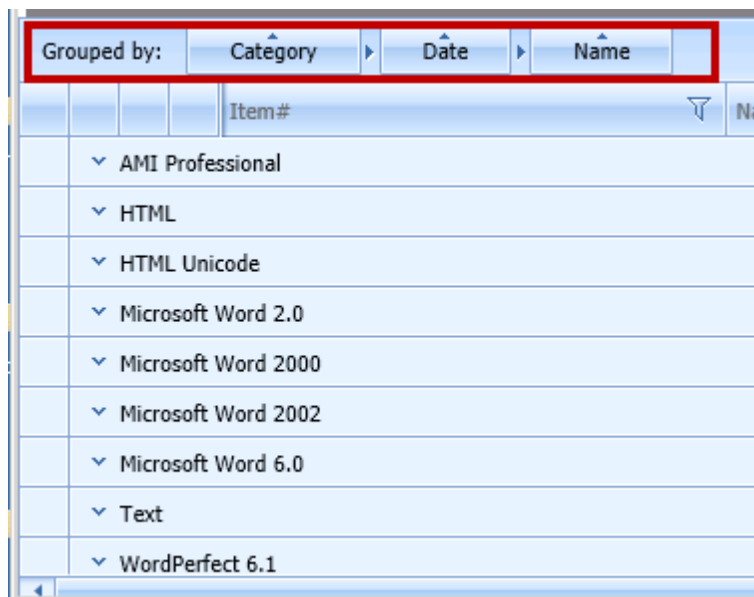 Grouped by: Category Date Name
Item#
AMI Professional
HTML
HTML Unicode
Microsoft Word 2.0
Microsoft Word 2000
Microsoft Word 2002
Microsoft Word 6.0
Text
WordPerfect 6.1